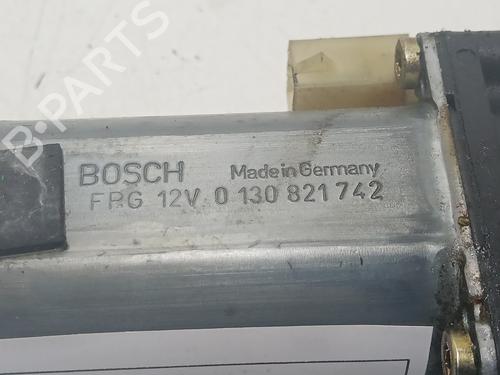 B-PARTS
BOSCH Made in Germany
FPG 12V 0 130 821 742